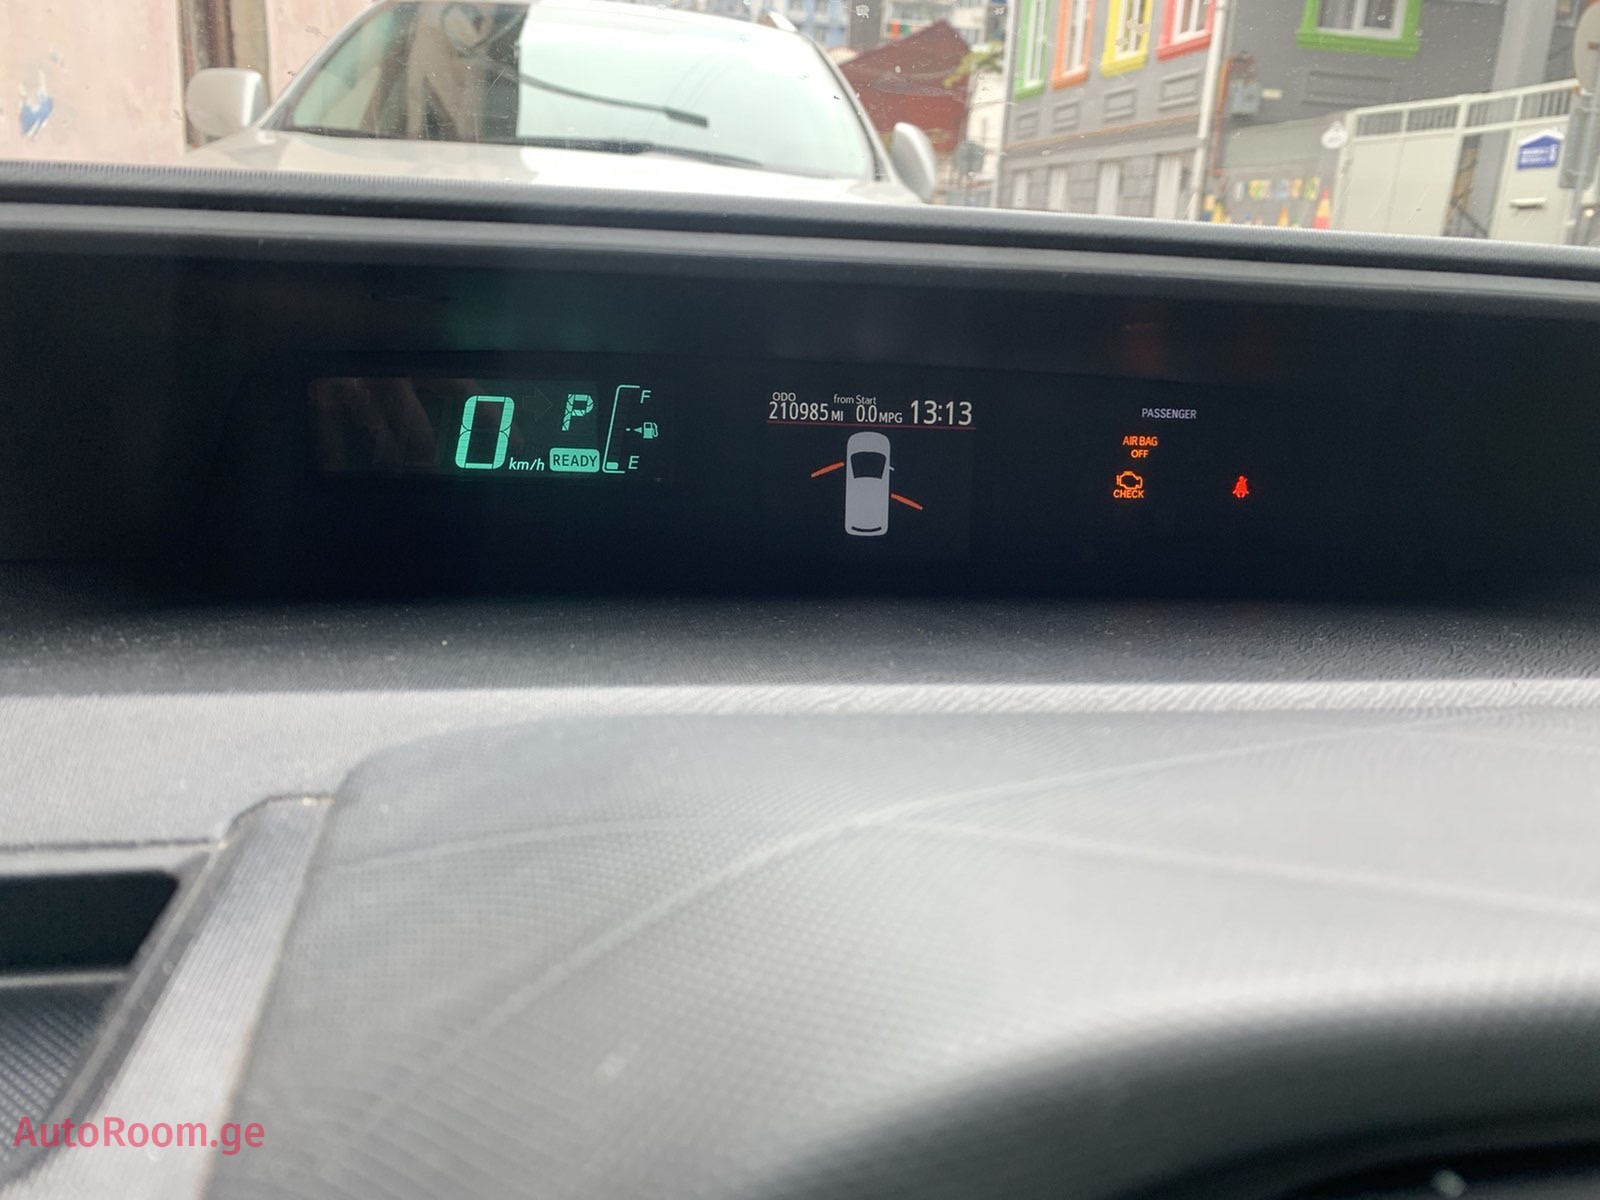 0 km/h
P
READY
F
E
ODO
210985 MI
from Start
0.0 MPG
13:13
PASSENGER
AIR BAG
OFF
CHECK
AutoRoom.ge